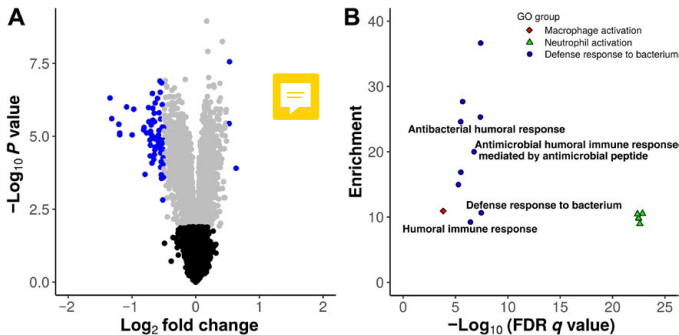 A
−Log10 P value
7.5
5.0
2.5
0.0
−2
−1
0
1
2
Log2 fold change
B
Enrichment
40
30
20
10
0
GO group
Macrophage activation
Neutrophil activation
Defense response to bacterium
Antibacterial humoral response
Antimicrobial humoral immune response
mediated by antimicrobial peptide
Defense response to bacterium
Humoral immune response
0
5
10
15
20
25
−Log10 (FDR q value)